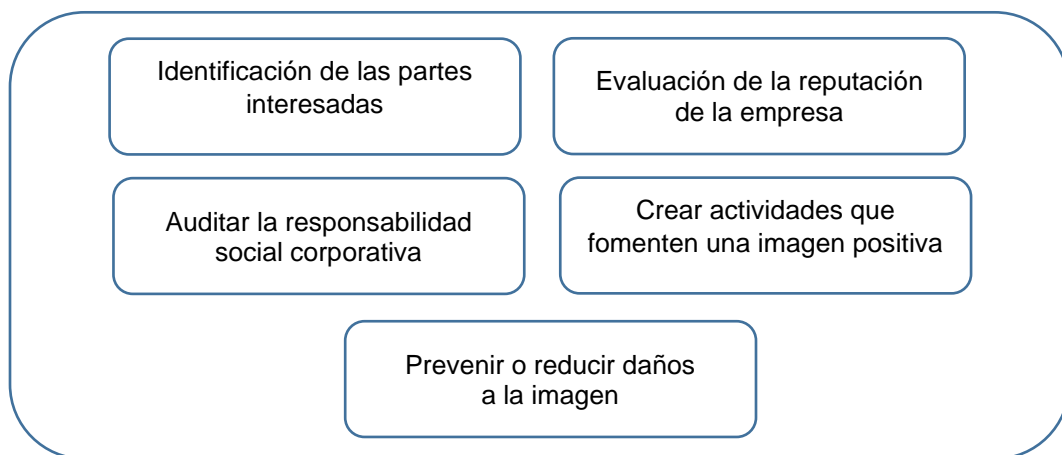 Identificación de las partes
interesadas
Evaluación de la reputación
de la empresa
Auditar la responsabilidad
social corporativa
Crear actividades que
fomenten una imagen positiva
Prevenir o reducir daños
a la imagen